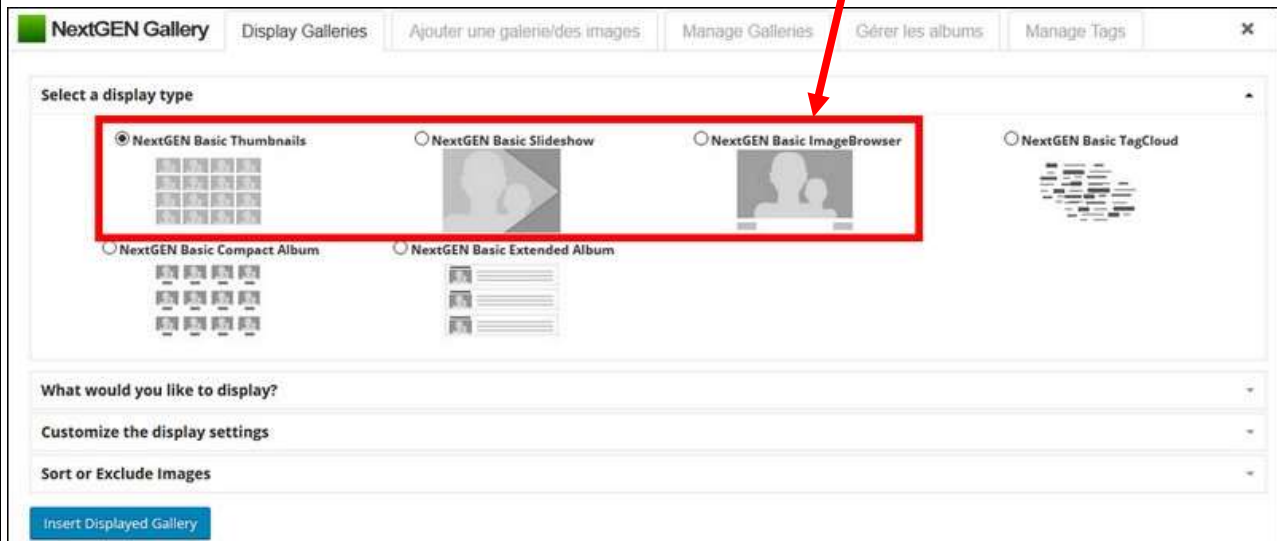 NextGEN Gallery Display Galleries Ajouter une galerie/des images Manage Galleries Gérer les albums Manage Tags ×
Select a display type
NextGEN Basic Thumbnails NextGEN Basic Slideshow NextGEN Basic ImageBrowser NextGEN Basic TagCloud
NextGEN Basic Compact Album NextGEN Basic Extended Album
What would you like to display?
Customize the display settings
Sort or Exclude Images
Insert Displayed Gallery